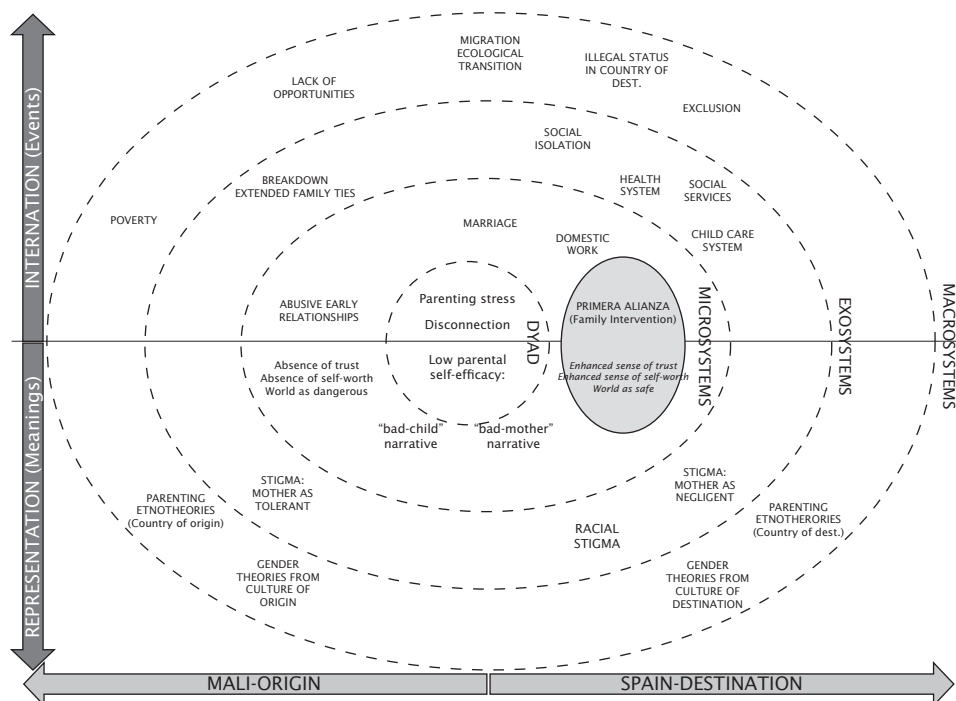 MIGRATION
ECOLOGICAL
TRANSITION
ILLEGAL STATUS
IN COUNTRY OF
DEST.
LACK OF
OPPORTUNITIES
EXCLUSION
SOCIAL
ISOLATION
BREAKDOWN
EXTENDED FAMILY TIES
HEALTH
SYSTEM
SOCIAL
SERVICES
POVERTY
MARRIAGE
DOMESTIC
WORK
CHILD CARE
SYSTEM
INTERNATION (Events)
ABUSIVE EARLY
RELATIONSHIPS
Parenting stress
Disconnection
PRIMERA ALIANZA
(Family Intervention)
DYAD
MICROSYSTEMS
EXOSYSTEMS
MACROSYSTEMS
Absence of trust
Absence of self-worth
World as dangerous
Low parental
self-efficacy:
Enhanced sense of trust
Enhanced sense of self-worth
World as safe
"bad-child"
narrative
"bad-mother"
narrative
REPRESENTATION (Meanings)
STIGMA:
MOTHER AS
TOLERANT
STIGMA:
MOTHER AS
NEGLIGENT
PARENTING
ETNOTHEORIES
(Country of origin)
PARENTING
ETNOTHERORIES
(Country of dest.)
RACIAL
STIGMA
GENDER
THEORIES FROM
CULTURE OF
ORIGIN
GENDER
THEORIES FROM
CULTURE OF
DESTINATION
MALI-ORIGIN
SPAIN-DESTINATION